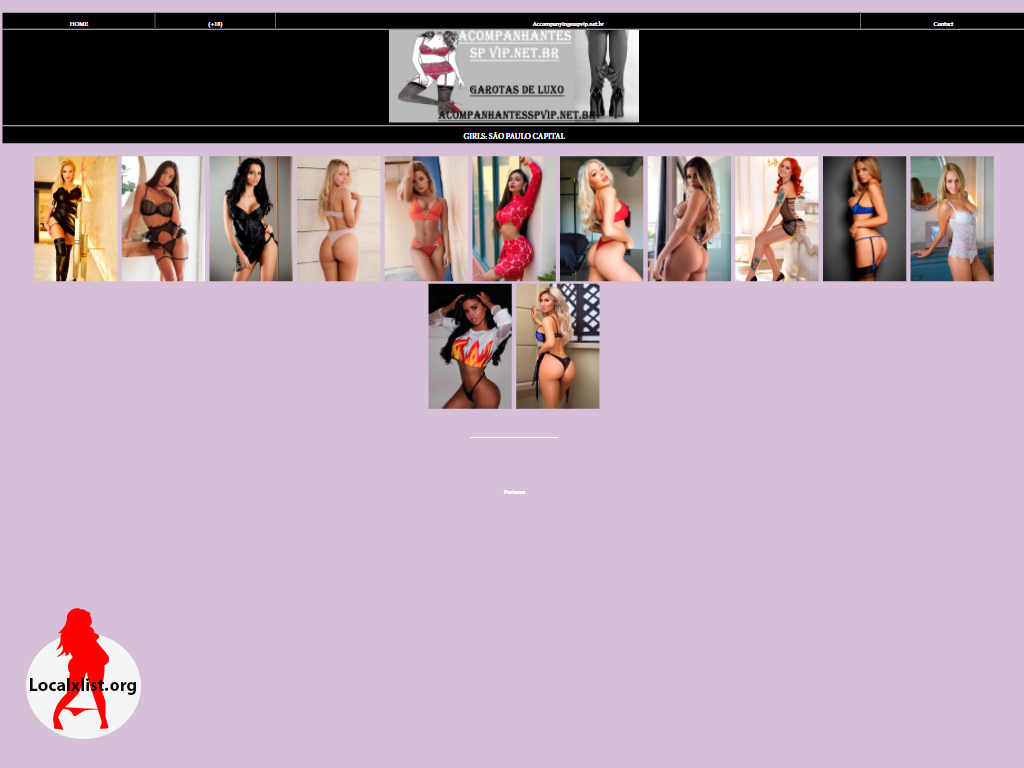 HOME (+18) Accompanyingesspvip.net.br Contact
ACOMPANHANTES
SP VIP.NET.BR
GAROTAS DE LUXO
ACOMPANHANTESSPVIP.NET.BR
GIRLS: SÃO PAULO CAPITAL
Partners
Localxlist.org